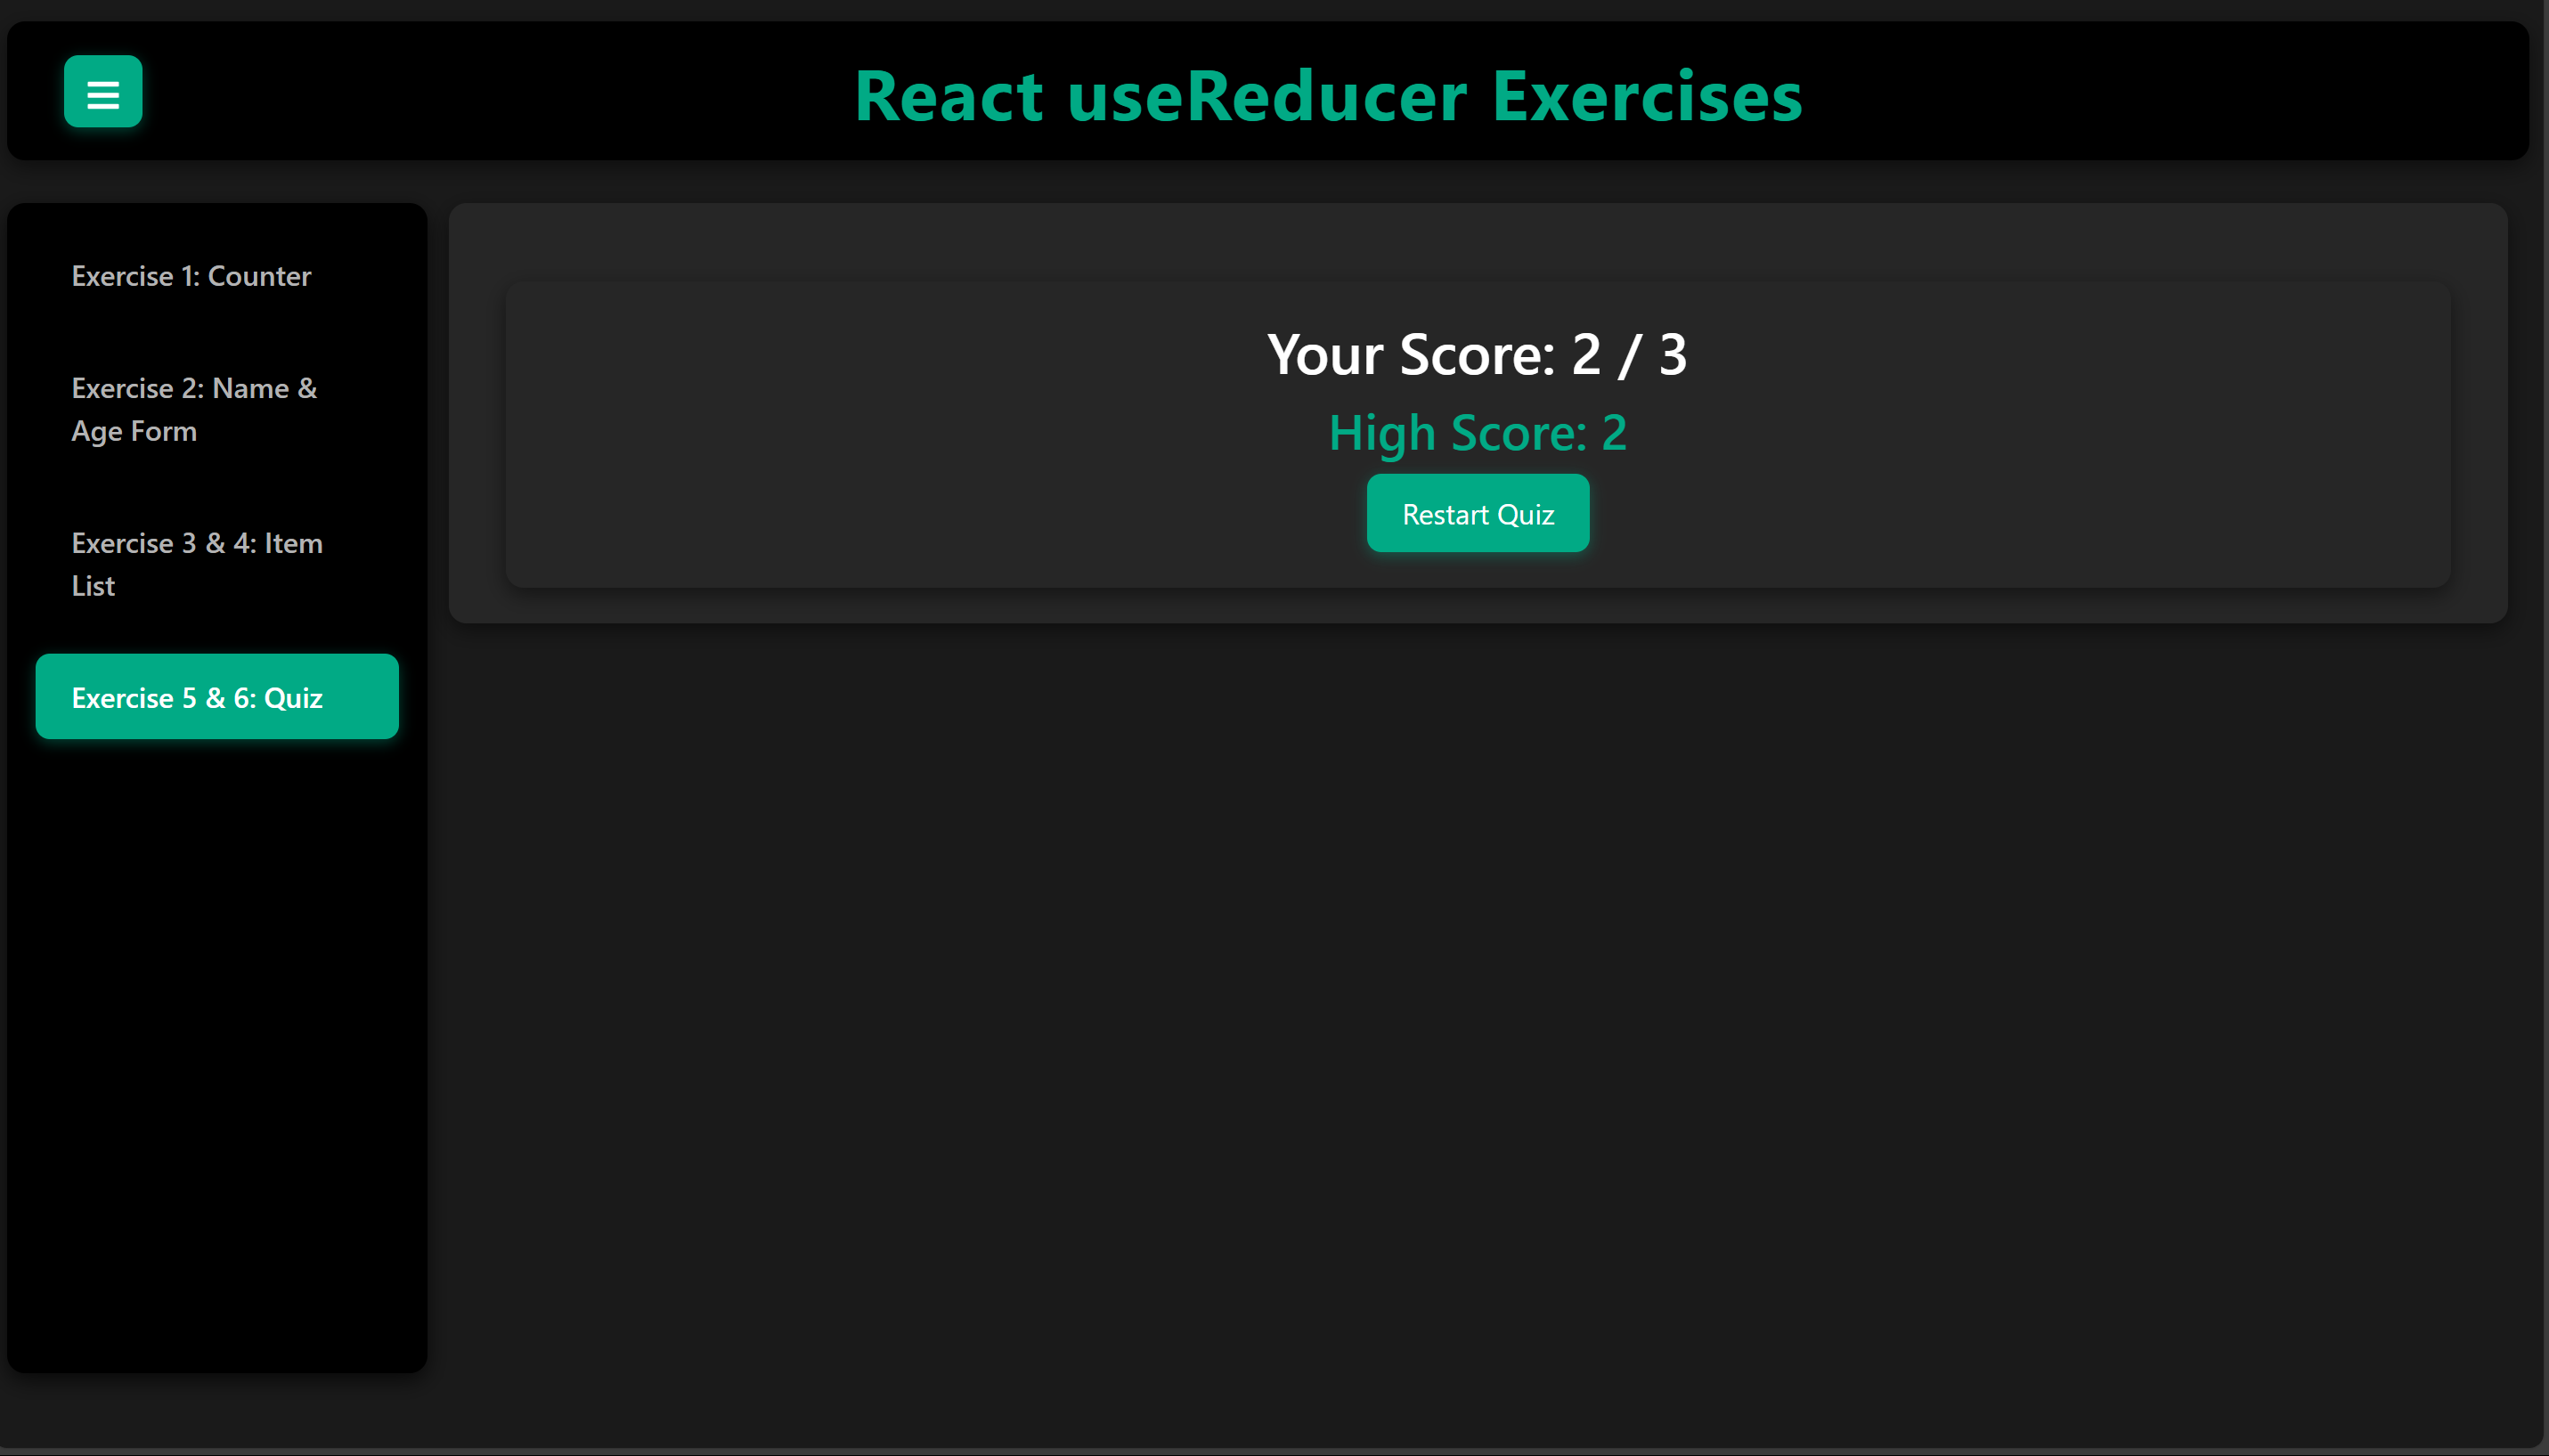 React useReducer Exercises
Exercise 1: Counter
Exercise 2: Name &
Age Form
Exercise 3 & 4: Item
List
Exercise 5 & 6: Quiz
Your Score: 2 / 3
High Score: 2
Restart Quiz